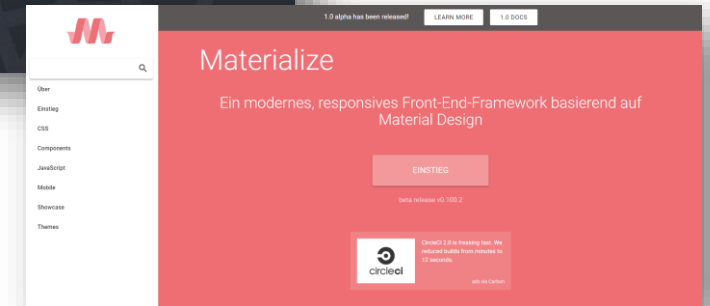 1.0 alpha has been released!
LEARN MORE
1.0 DOCS
Über
Einstieg
CSS
Components
JavaScript
Mobile
Showcase
Themes
Materialize
Ein modernes, responsives Front-End-Framework basierend auf
Material Design
EINSTIEG
beta release v0.100.2
circleci
CircleCI 2.0 is freaking fast. We
reduced builds from minutes to
12 seconds.
ads via Carbon